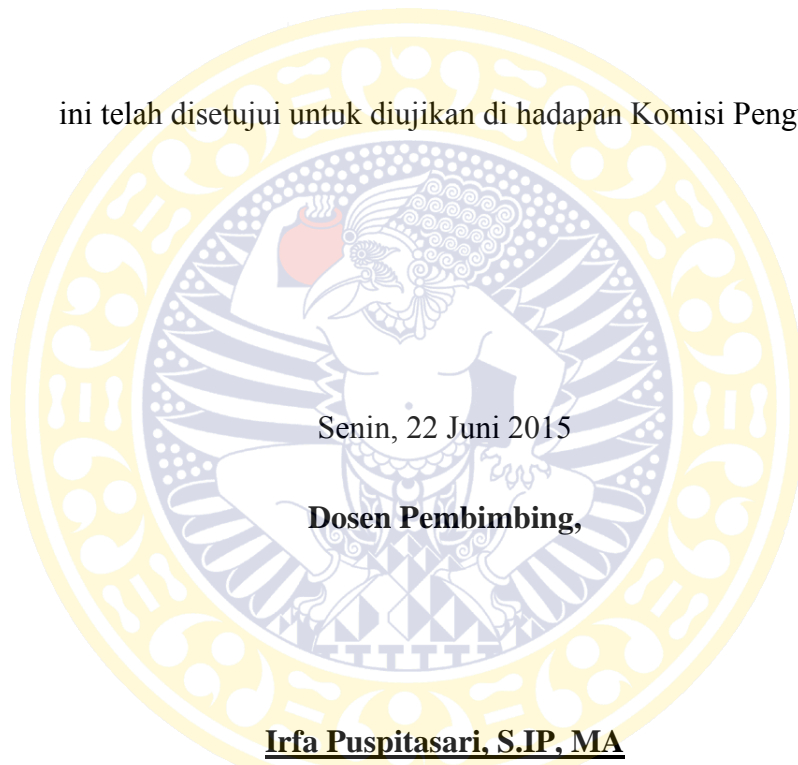 ini telah disetujui untuk diujikan di hadapan Komisi Peng
Senin, 22 Juni 2015
Dosen Pembimbing,
Irfa Puspitasari, S.IP, MA